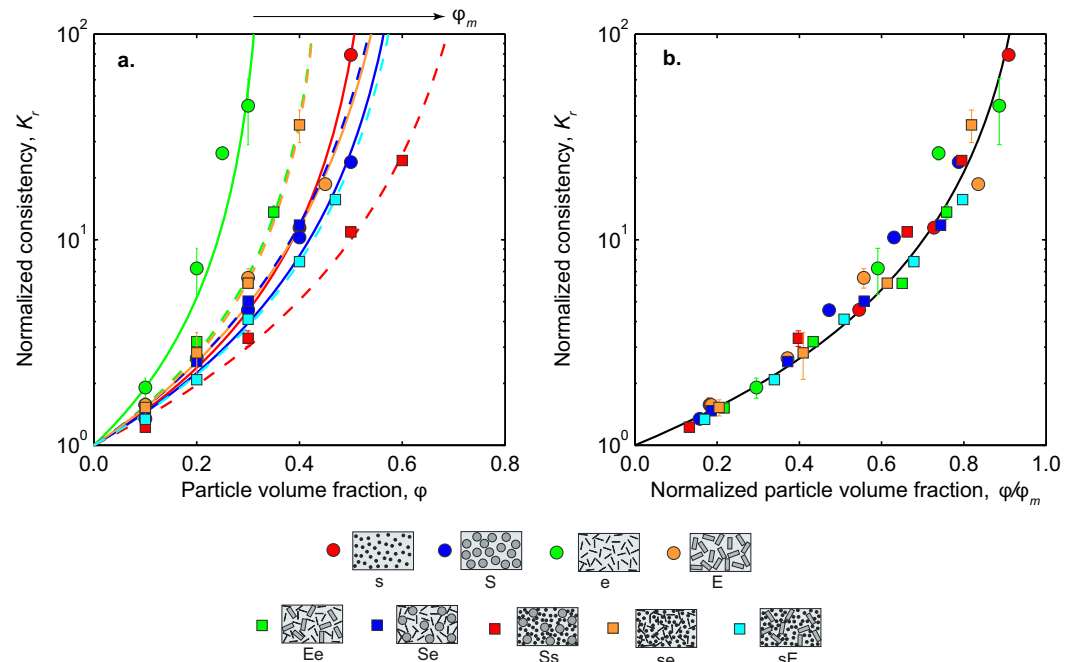 φm
a.
10²
10¹
10⁰
Normalized consistency, Kr
0.0 0.2 0.4 0.6 0.8
Particle volume fraction, φ
b.
10²
10¹
10⁰
Normalized consistency, Kr
0.0 0.2 0.4 0.6 0.8 1.0
Normalized particle volume fraction, φ/φm
s S e E
Ee Se Ss se sE